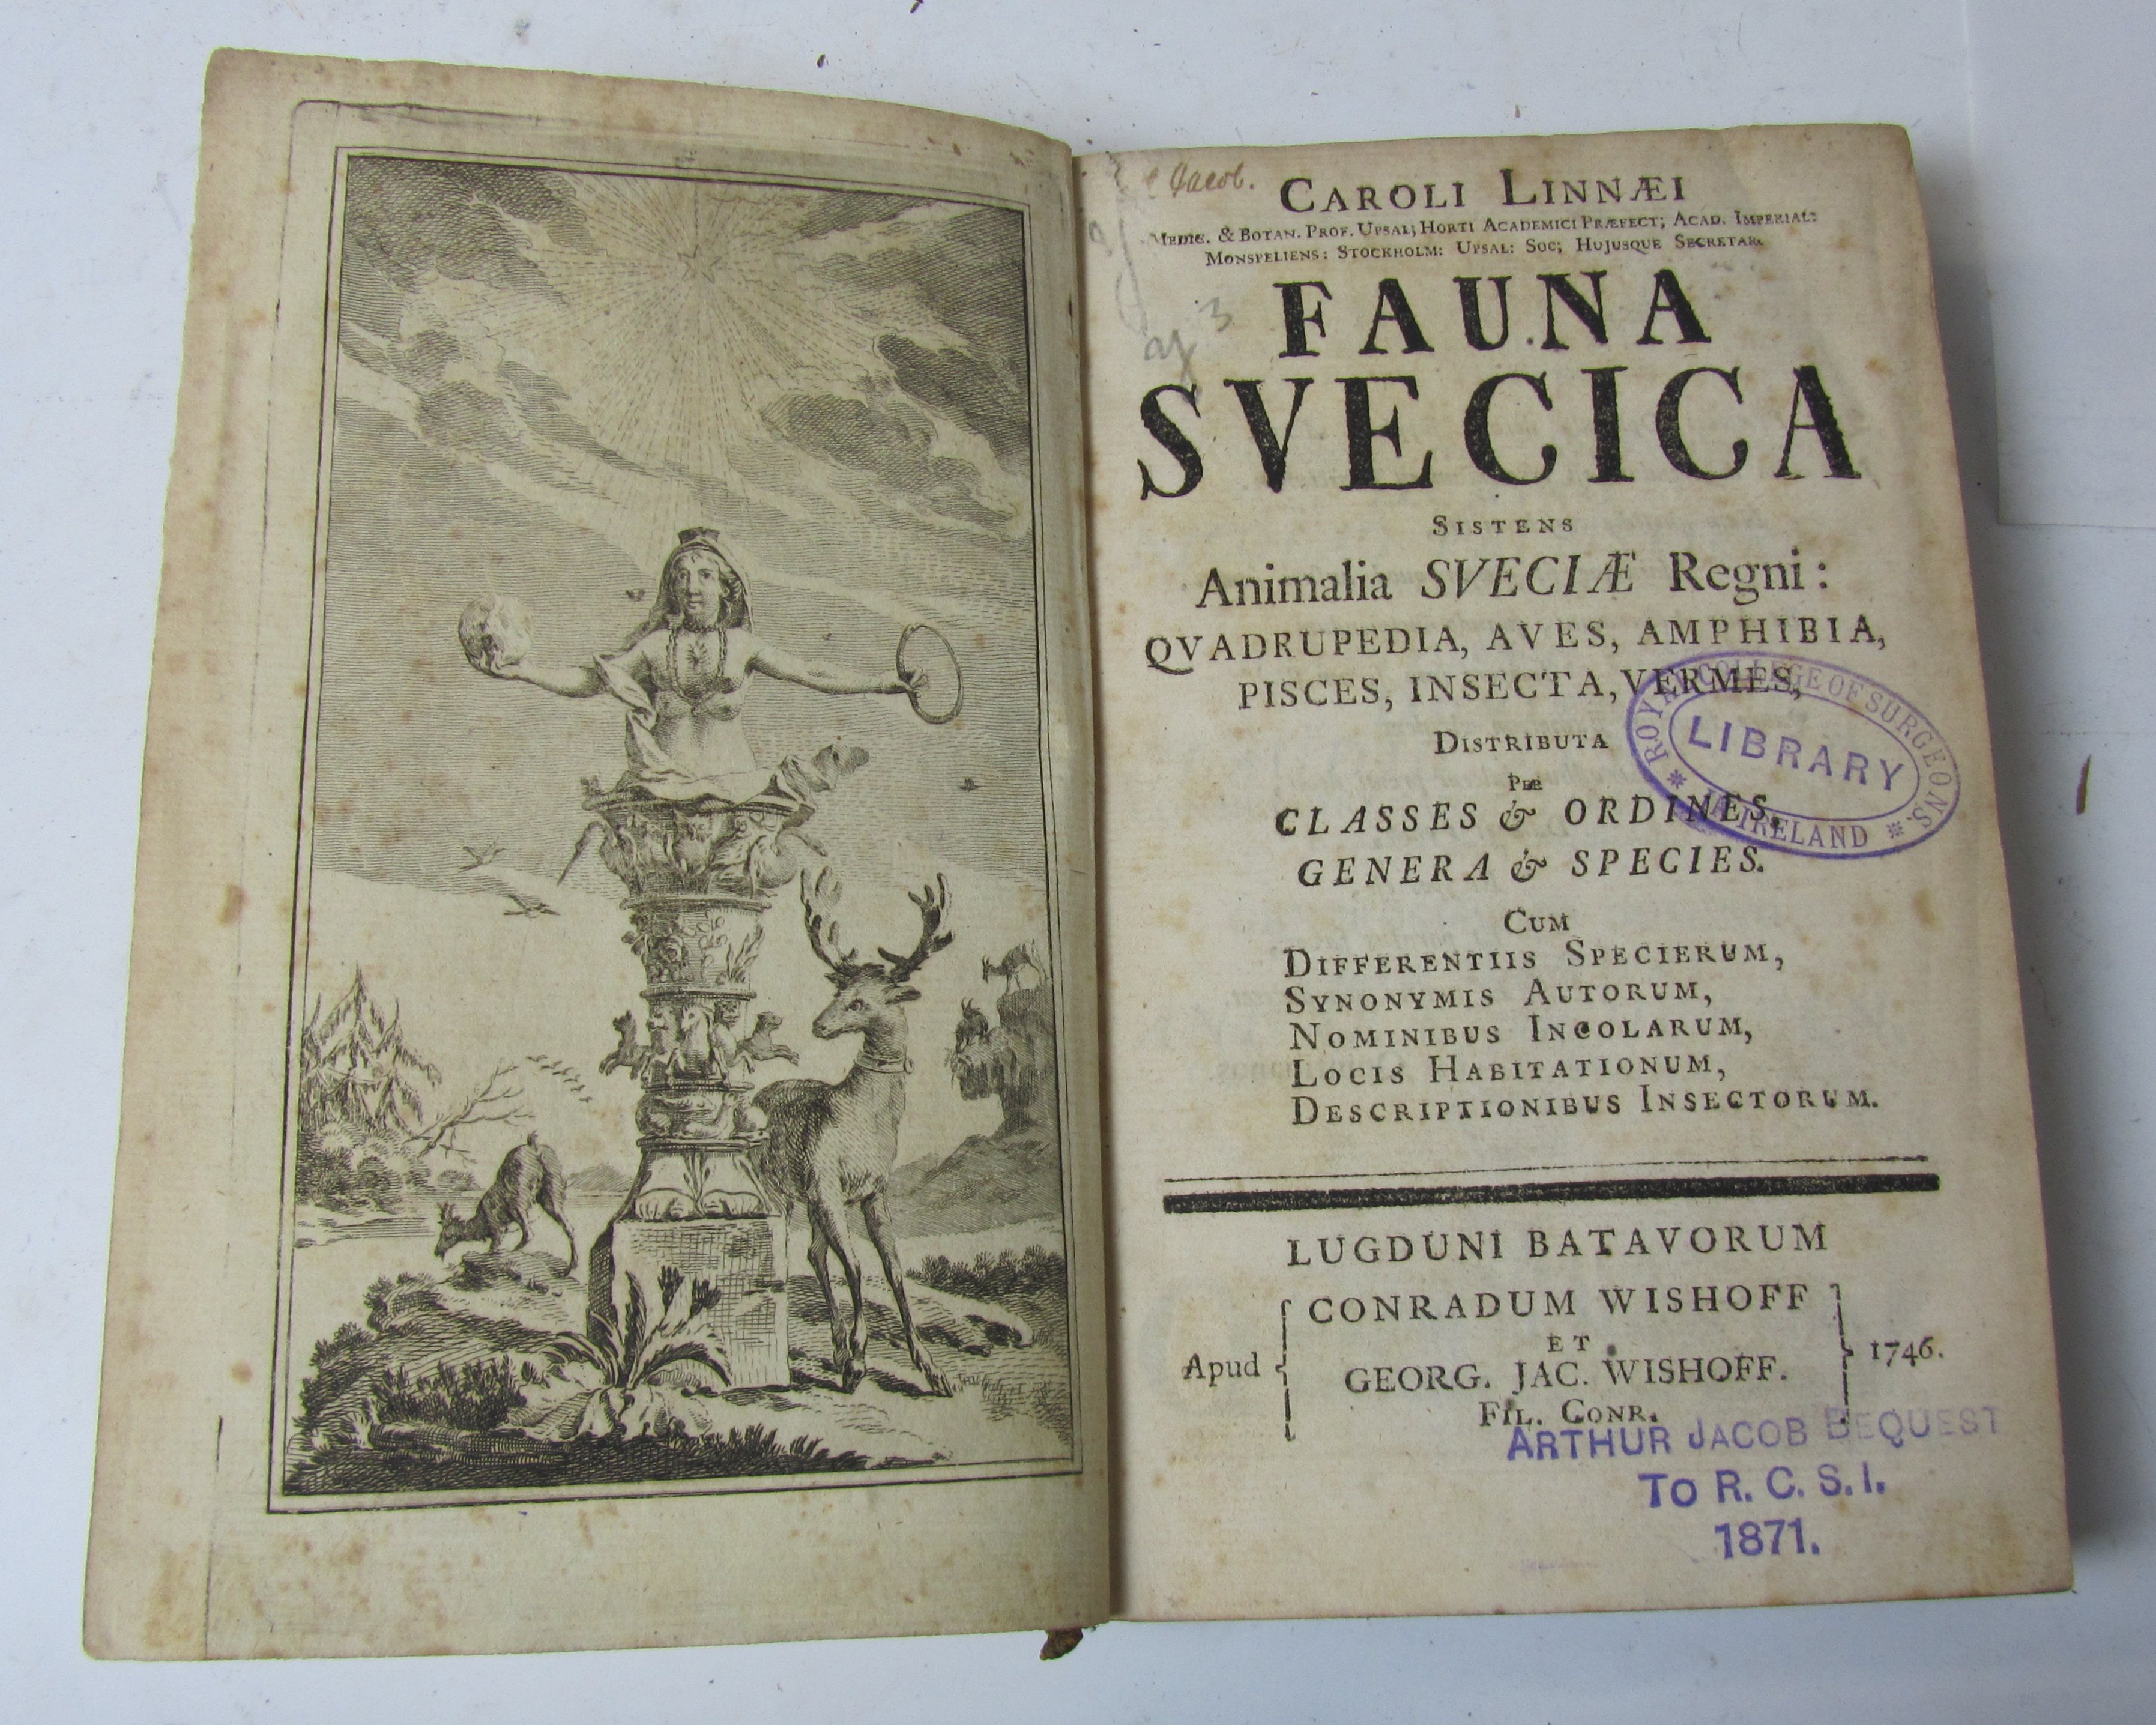 Jacob.
CAROLI LINNÆI
MEDIC. & BOTAN. PROF. UPSAL; HORTI ACADEMICI PRÆFECT; ACAD. IMPERIAL:
MONSPELIENS: STOCKHOLM: UPSAL: SOC; HUJUSQUE SECRETAR.
FAUNA
SVECICA
SISTENS
Animalia SVECIÆ Regni:
QVADRUPEDIA, AVES, AMPHIBIA,
PISCES, INSECTA, VERMES,
DISTRIBUTA
PER
CLASSES & ORDINES,
GENERA & SPECIES.
CUM
DIFFERENTIIS SPECIERUM,
SYNONYMIS AUTORUM,
NOMINIBUS INCOLARUM,
LOCIS HABITATIONUM,
DESCRIPTIONIBUS INSECTORUM.
ROYAL COLLEGE OF SURGEONS.
LIBRARY
IRELAND
LUGDUNI BATAVORUM
Apud CONRADUM WISHOFF
ET
GEORG. JAC. WISHOFF. 1746.
FIL. CONR.
ARTHUR JACOB BEQUEST
TO R. C. S. I.
1871.